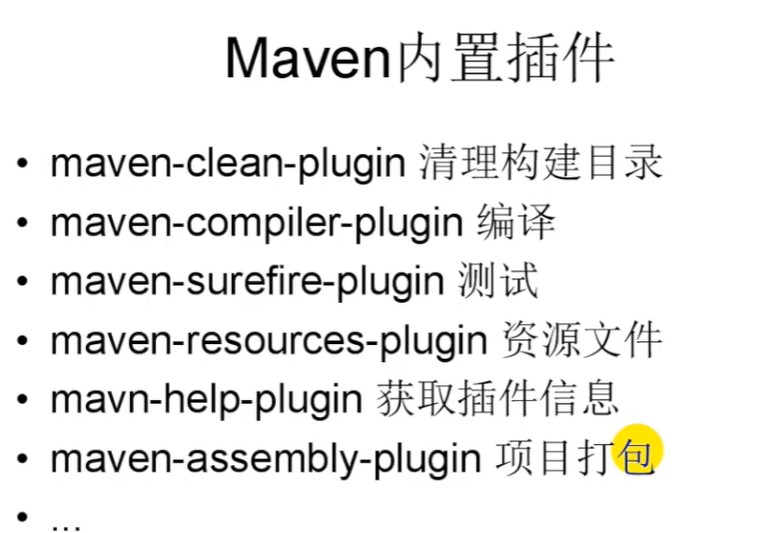 Maven内置插件
• maven-clean-plugin 清理构建目录
• maven-compiler-plugin 编译
• maven-surefire-plugin 测试
• maven-resources-plugin 资源文件
• mavn-help-plugin 获取插件信息
• maven-assembly-plugin 项目打包
• ...